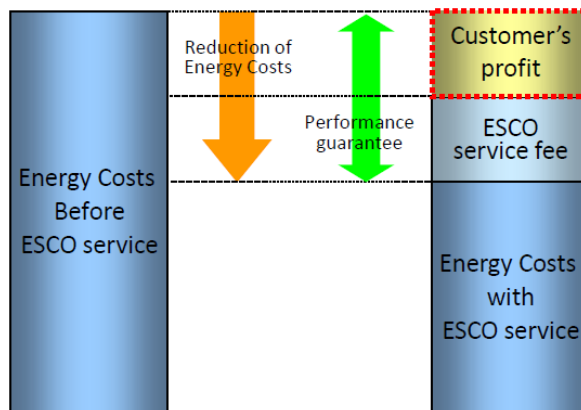 Reduction of
Energy Costs
Customer's
profit
Performance
guarantee
ESCO
service fee
Energy Costs
Before
ESCO service
Energy Costs
with
ESCO service